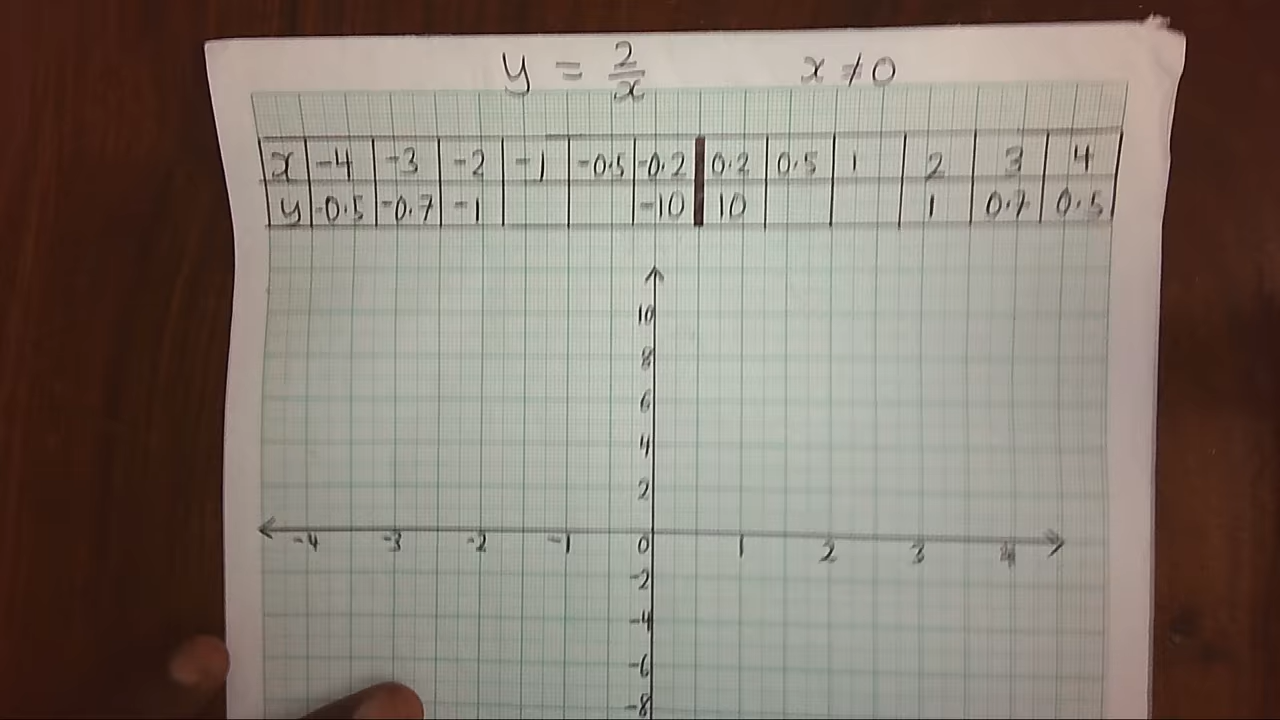 y = 2/x x ≠ 0
x -4 -3 -2 -1 -0.5 -0.2 0.2 0.5 1 2 3 4
y -0.5 -0.7 -1 -10 10 1 0.7 0.5
10
8
6
4
2
-4 -3 -2 -1 0 1 2 3 4
-2
-4
-6
-8